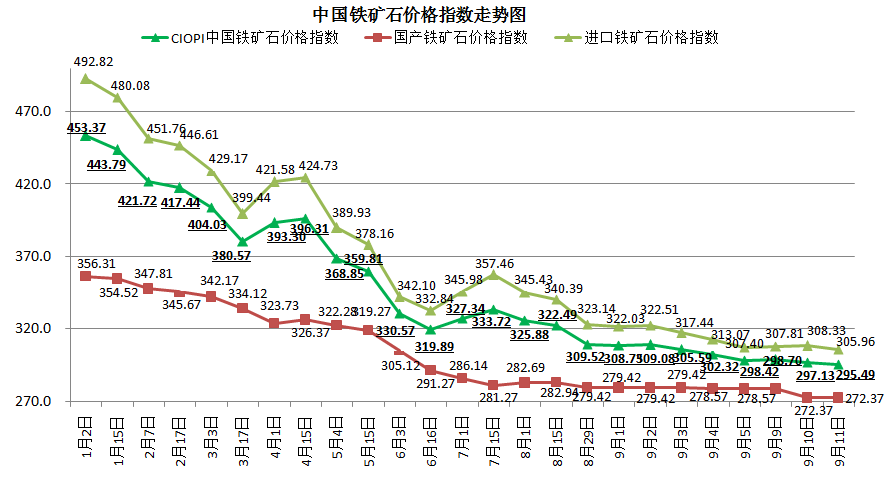 中国铁矿石价格指数走势图
CIOPI中国铁矿石价格指数 国产铁矿石价格指数 进口铁矿石价格指数
492.82 480.08 451.76 446.61 429.17 399.44 421.58 424.73 389.93 378.16 342.10 332.84 345.98 357.46 345.43 340.39 323.14 322.03 322.51 317.44 313.07 307.40 307.81 308.33 305.96
453.37 443.79 421.72 417.44 404.03 380.57 393.30 396.31 368.85 359.81 330.57 319.89 327.34 333.72 325.88 322.49 309.52 308.75 309.08 305.59 302.32 298.42 298.70 297.13 295.49
356.31 354.52 347.81 345.67 342.17 334.12 323.73 326.37 322.28 319.27 305.12 291.27 286.14 281.27 282.69 282.94 279.42 279.42 279.42 279.42 278.57 278.57 272.37 272.37
470.0
420.0
370.0
320.0
270.0
1月2日 1月15日 2月7日 2月17日 3月3日 3月17日 4月1日 4月15日 5月4日 5月15日 6月3日 6月16日 7月1日 7月15日 8月1日 8月15日 8月29日 9月1日 9月2日 9月3日 9月4日 9月5日 9月9日 9月10日 9月11日